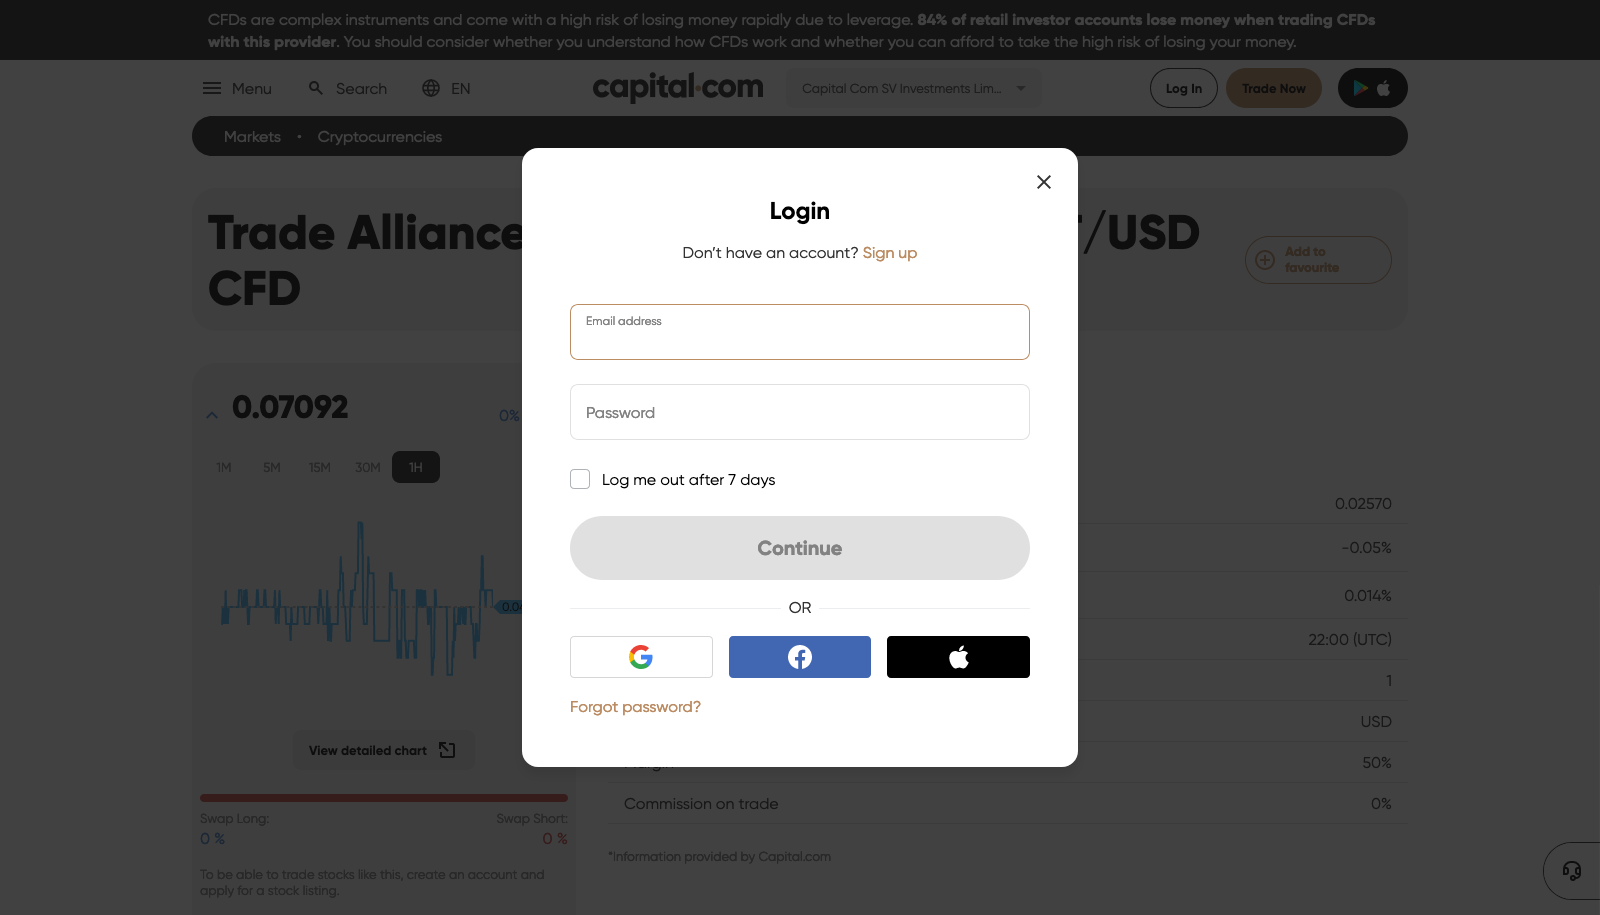 CFDs are complex instruments and come with a high risk of losing money rapidly due to leverage. 84% of retail investor accounts lose money when trading CFDs
with this provider. You should consider whether you understand how CFDs work and whether you can afford to take the high risk of losing your money.
Menu
Search
EN
capital.com
Capital Com SV Investments Lim...
Log In
Trade Now
Markets • Cryptocurrencies
Trade Alliance
/USD
CFD
Add to
favourite
Login
Don't have an account? Sign up
Email address
Password
Log me out after 7 days
Continue
OR
Forgot password?
0.07092
0%
1M
5M
15M
30M
1H
View detailed chart
Swap Long:
Swap Short:
0 %
0 %
To be able to trade stocks like this, create an account and
apply for a stock listing.
0.02570
-0.05%
0.014%
22:00 (UTC)
1
USD
50%
Commission on trade
0%
*Information provided by Capital.com